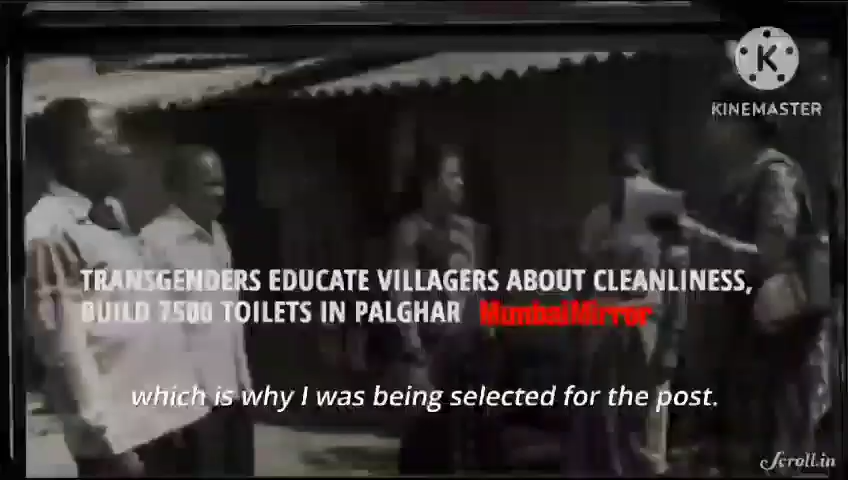 KINEMASTER
TRANSGENDERS EDUCATE VILLAGERS ABOUT CLEANLINESS,
BUILD 7500 TOILETS IN PALGHAR MumbaiMirror
which is why I was being selected for the post.
Scroll.in